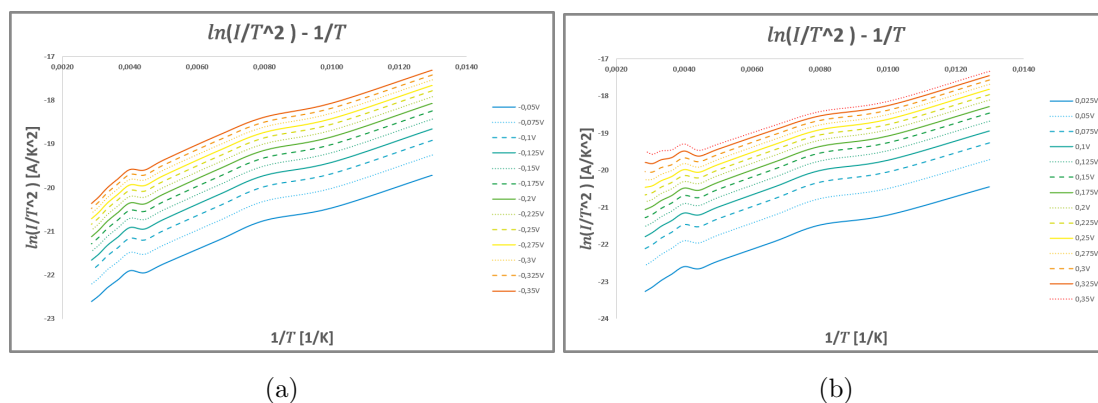 ln(I/T^2 ) - 1/T
-17
0,0020 0,0040 0,0060 0,0080 0,0100 0,0120 0,0140
-18
-19
-20
-21
-22
-23
ln(I/T^2 ) [A/K^2]
1/T [1/K]
-0,05V
-0,075V
-0,1V
-0,125V
-0,15V
-0,175V
-0,2V
-0,225V
-0,25V
-0,275V
-0,3V
-0,325V
-0,35V
(a)
ln(I/T^2 ) - 1/T
-17
0,0020 0,0040 0,0060 0,0080 0,0100 0,0120 0,0140
-18
-19
-20
-21
-22
-23
-24
ln(I/T^2 ) [A/K^2]
1/T [1/K]
0,025V
0,05V
0,075V
0,1V
0,125V
0,15V
0,175V
0,2V
0,225V
0,25V
0,275V
0,3V
0,325V
0,35V
(b)